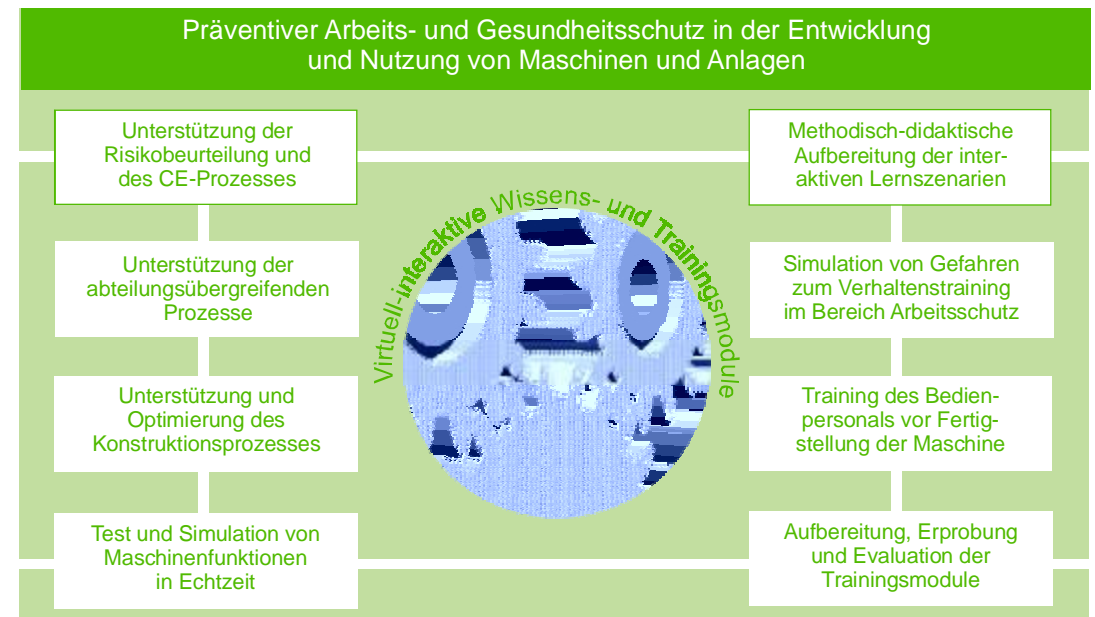 Präventiver Arbeits- und Gesundheitsschutz in der Entwicklung
und Nutzung von Maschinen und Anlagen
Unterstützung der
Risikobeurteilung und
des CE-Prozesses
Unterstützung der
abteilungsübergreifenden
Prozesse
Unterstützung und
Optimierung des
Konstruktionsprozesses
Test und Simulation von
Maschinenfunktionen
in Echtzeit
Virtuell-interaktive Wissens- und Trainingsmodule
Methodisch-didaktische
Aufbereitung der inter-
aktiven Lernszenarien
Simulation von Gefahren
zum Verhaltenstraining
im Bereich Arbeitsschutz
Training des Bedien-
personals vor Fertig-
stellung der Maschine
Aufbereitung, Erprobung
und Evaluation der
Trainingsmodule